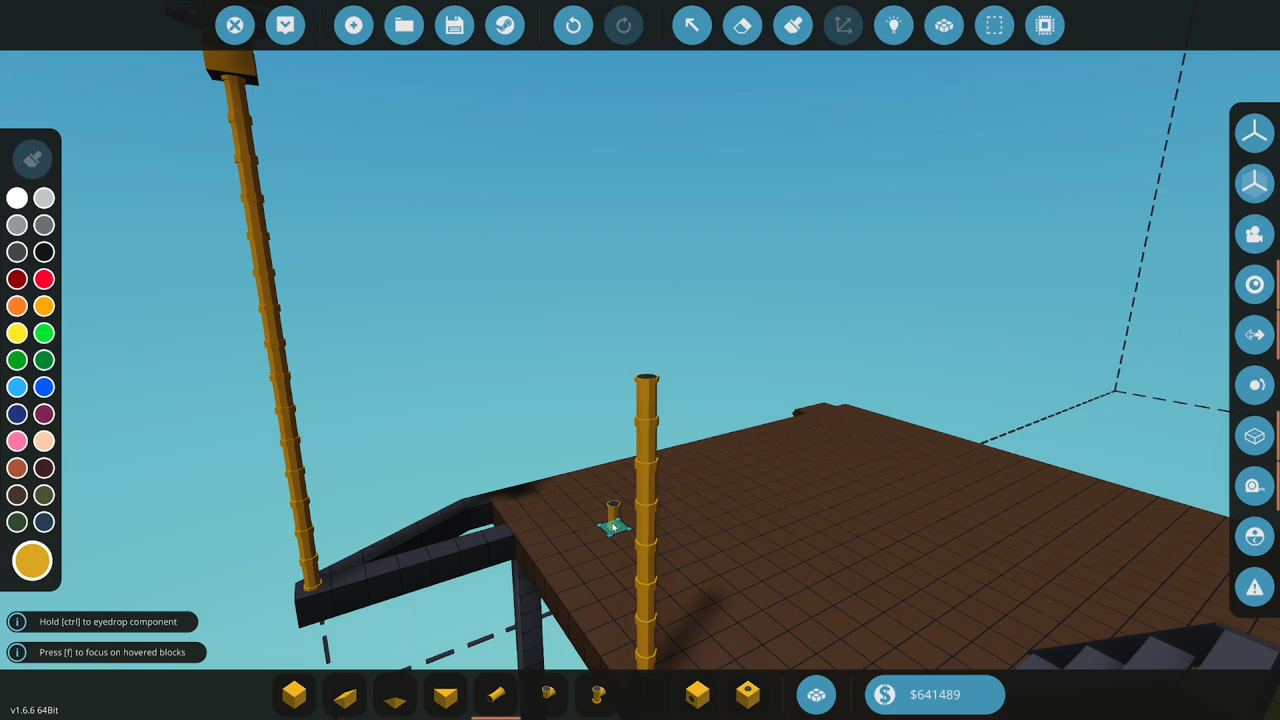 Hold [ctrl] to eyedrop component
Press [f] to focus on hovered blocks
$641489
v1.6.6 64Bit